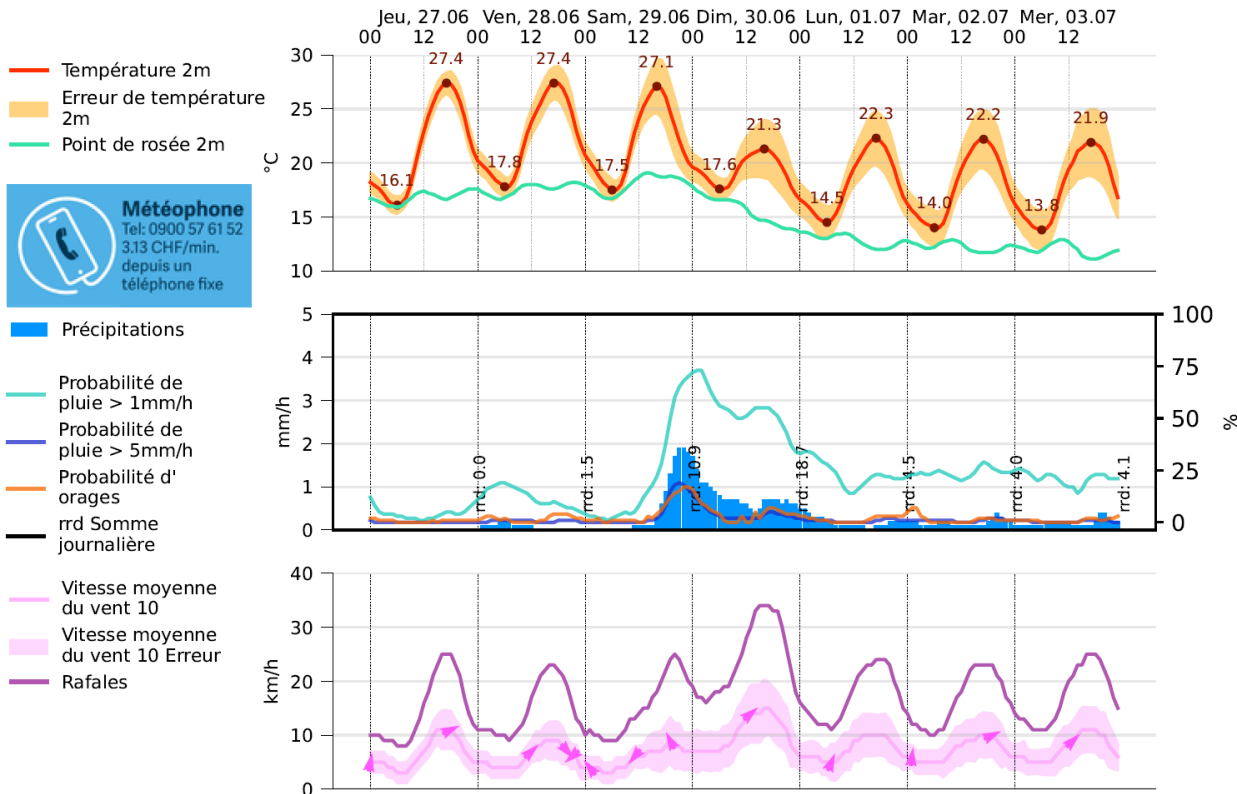 Jeu, 27.06 Ven, 28.06 Sam, 29.06 Dim, 30.06 Lun, 01.07 Mar, 02.07 Mer, 03.07
00 12 00 12 00 12 00 12 00 12 00 12 00 12
Température 2m
Erreur de température
2m
Point de rosée 2m
°C
30
25
20
15
10
16.1
27.4
17.8
27.4
17.5
27.1
17.6
21.3
14.5
22.3
14.0
22.2
13.8
21.9
Météophone
Tel: 0900 57 61 52
3.13 CHF/min.
depuis un
téléphone fixe
Précipitations
Probabilité de
pluie > 1mm/h
Probabilité de
pluie > 5mm/h
Probabilité d'
orages
rrd Somme
journalière
mm/h
5
4
3
2
1
0
rrd: 0.0
rrd: 1.5
rrd: 10.9
rrd: 18.7
rrd: 4.5
rrd: 4.0
rrd: 4.1
100
75
50
25
0
%
Vitesse moyenne
du vent 10
Vitesse moyenne
du vent 10 Erreur
Rafales
km/h
40
30
20
10
0